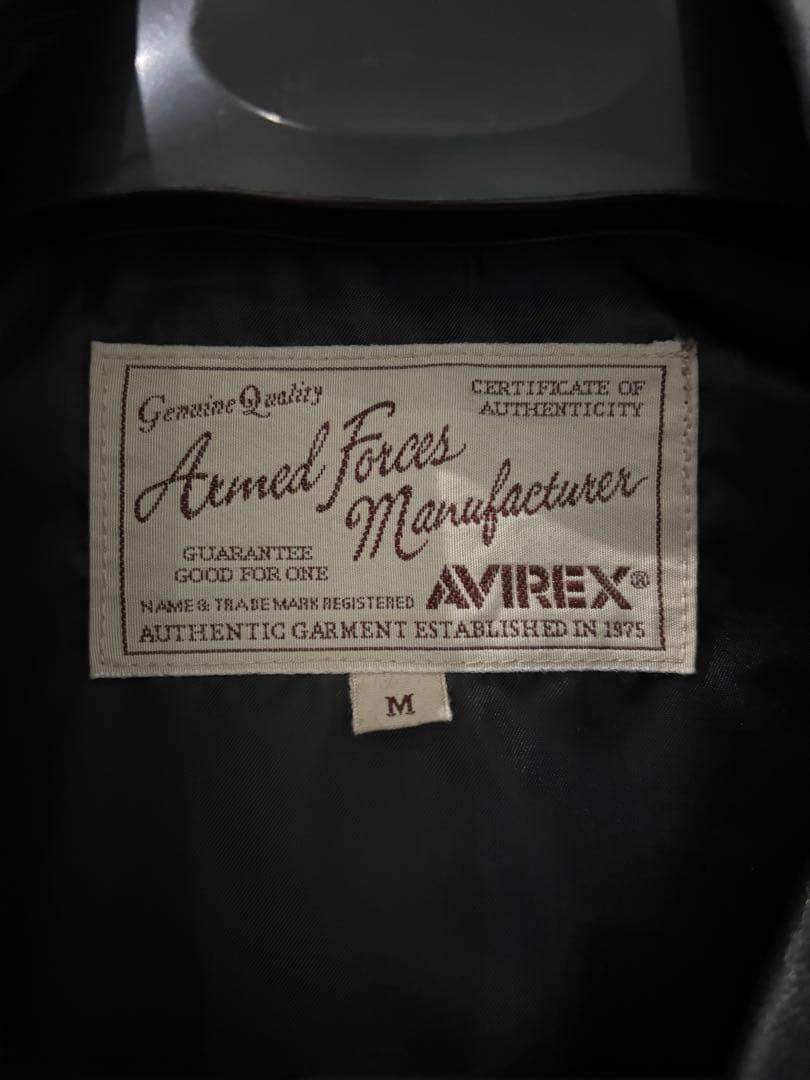 Genuine Quality
CERTIFICATE OF
AUTHENTICITY
Armed Forces
Manufacturer
GUARANTEE
GOOD FOR ONE
NAME & TRADE MARK REGISTERED
AVIREX®
AUTHENTIC GARMENT ESTABLISHED IN 1975
M